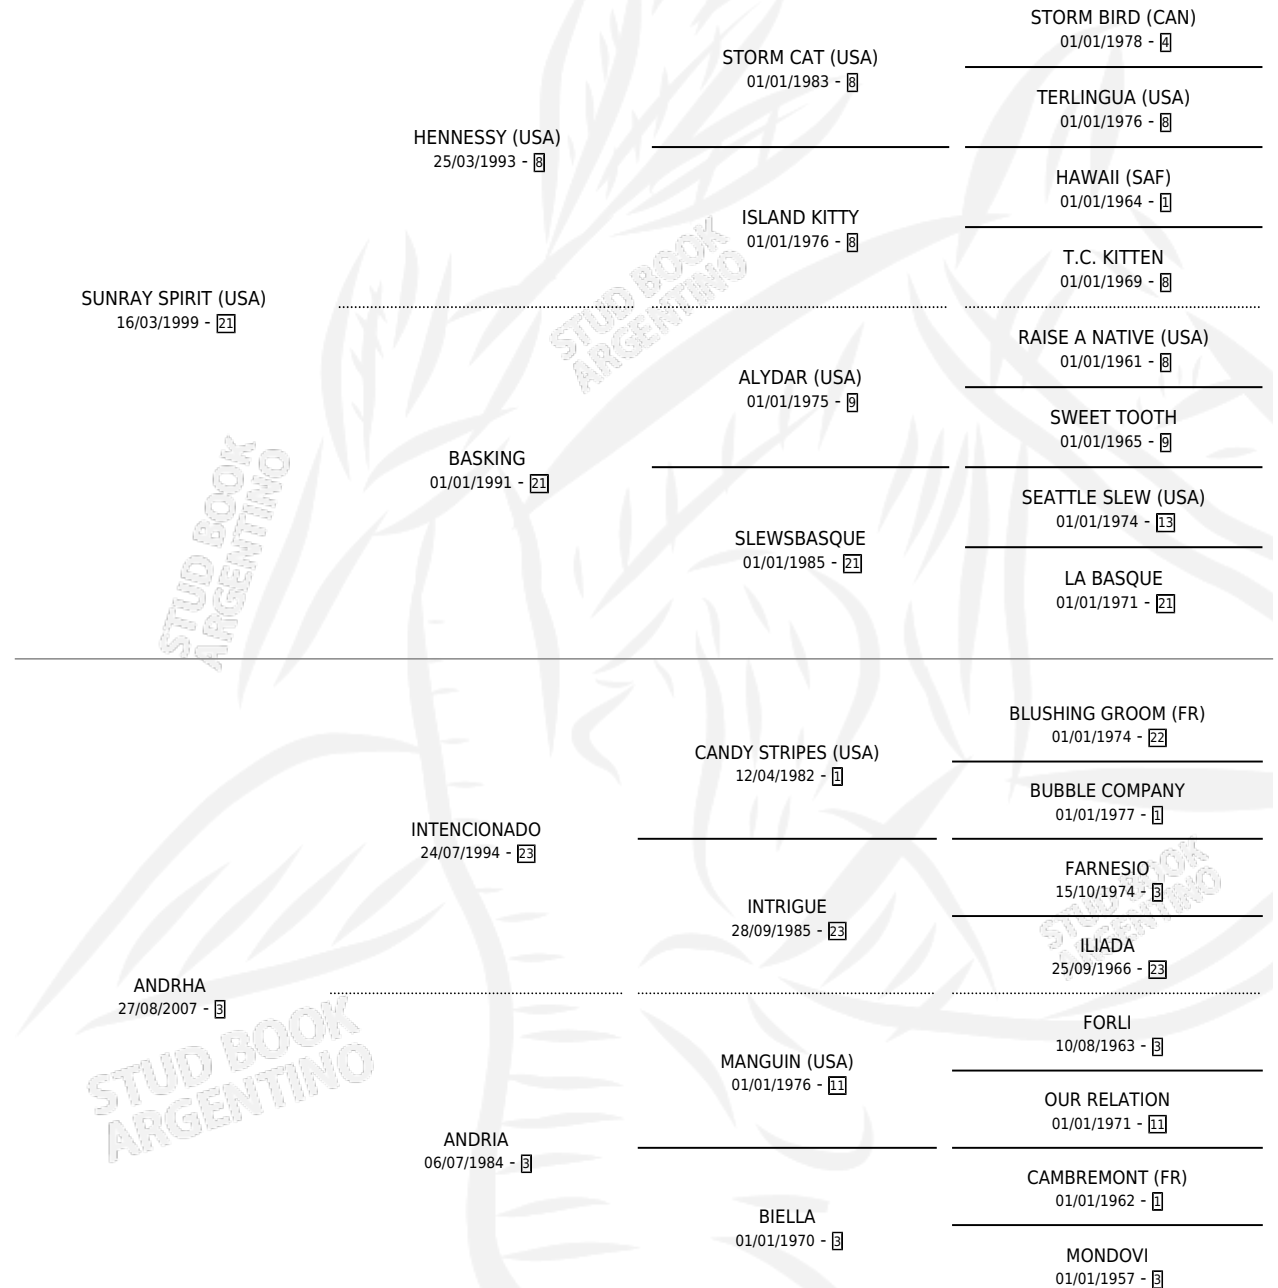 STORM BIRD (CAN)
01/01/1978 - 4
STORM CAT (USA)
01/01/1983 - 8
TERLINGUA (USA)
01/01/1976 - 8
HENNESSY (USA)
25/03/1993 - 8
HAWAII (SAF)
01/01/1964 - 1
ISLAND KITTY
01/01/1976 - 8
T.C. KITTEN
01/01/1969 - 8
SUNRAY SPIRIT (USA)
16/03/1999 - 21
RAISE A NATIVE (USA)
01/01/1961 - 8
ALYDAR (USA)
01/01/1975 - 9
SWEET TOOTH
01/01/1965 - 9
BASKING
01/01/1991 - 21
SEATTLE SLEW (USA)
01/01/1974 - 13
SLEWSBASQUE
01/01/1985 - 21
LA BASQUE
01/01/1971 - 21
BLUSHING GROOM (FR)
01/01/1974 - 22
CANDY STRIPES (USA)
12/04/1982 - 1
BUBBLE COMPANY
01/01/1977 - 1
INTENCIONADO
24/07/1994 - 23
FARNESIO
15/10/1974 - 3
INTRIGUE
28/09/1985 - 23
ILIADA
25/09/1966 - 23
ANDRHA
27/08/2007 - 3
FORLI
10/08/1963 - 3
MANGUIN (USA)
01/01/1976 - 11
OUR RELATION
01/01/1971 - 11
ANDRIA
06/07/1984 - 3
CAMBREMONT (FR)
01/01/1962 - 1
BIELLA
01/01/1970 - 3
MONDOVI
01/01/1957 - 3
STUD BOOK
ARGENTINO
STUD BOOK
ARGENTINO
STUD BOOK
ARGENTINO
STUD BOOK
ARGENTINO